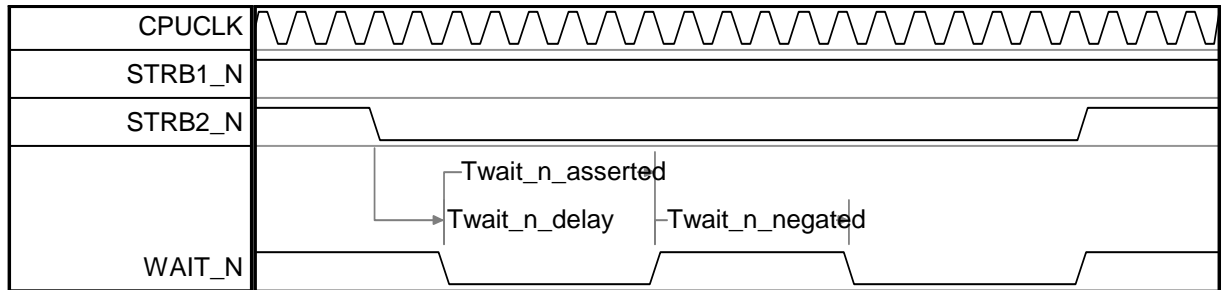 CPUCLK
STRB1_N
STRB2_N
Twait_n_asserted
Twait_n_delay Twait_n_negated
WAIT_N